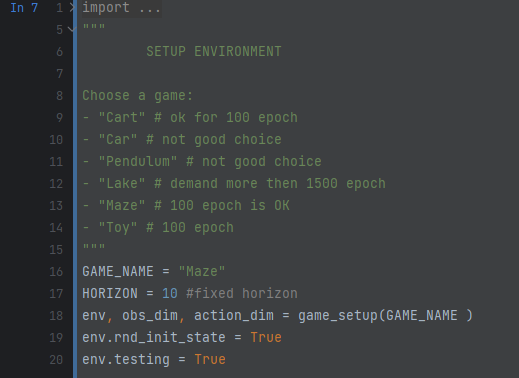 In 7 1 import ...
5 """
6 SETUP ENVIRONMENT
7
8 Choose a game:
9 - "Cart" # ok for 100 epoch
10 - "Car" # not good choice
11 - "Pendulum" # not good choice
12 - "Lake" # demand more then 1500 epoch
13 - "Maze" # 100 epoch is OK
14 - "Toy" # 100 epoch
15 """
16 GAME_NAME = "Maze"
17 HORIZON = 10 #fixed horizon
18 env, obs_dim, action_dim = game_setup(GAME_NAME )
19 env.rnd_init_state = True
20 env.testing = True